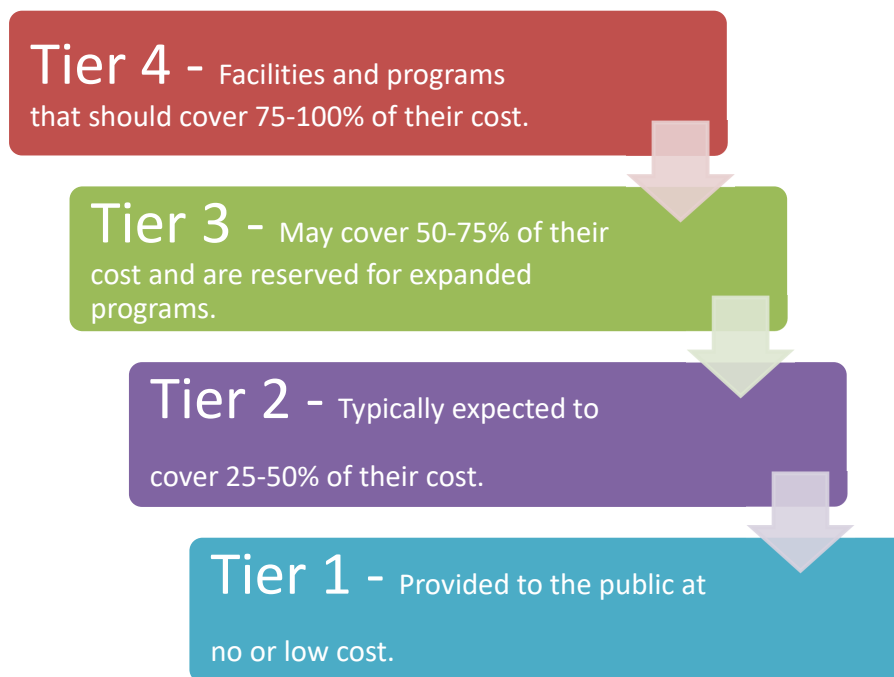 Tier 4 - Facilities and programs
that should cover 75-100% of their cost.
Tier 3 - May cover 50-75% of their
cost and are reserved for expanded
programs.
Tier 2 - Typically expected to
cover 25-50% of their cost.
Tier 1 - Provided to the public at
no or low cost.